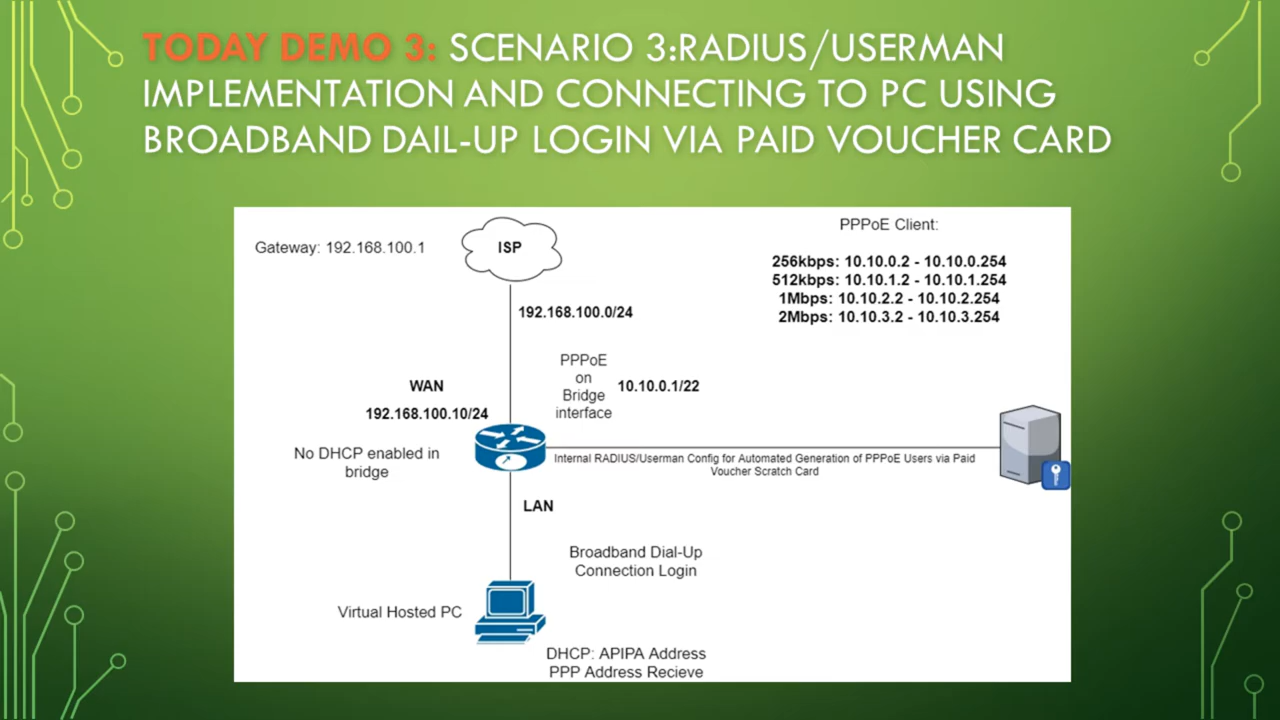 TODAY DEMO 3: SCENARIO 3:RADIUS/USERMAN
IMPLEMENTATION AND CONNECTING TO PC USING
BROADBAND DAIL-UP LOGIN VIA PAID VOUCHER CARD
Gateway: 192.168.100.1
ISP
PPPoE Client:
256kbps: 10.10.0.2 - 10.10.0.254
512kbps: 10.10.1.2 - 10.10.1.254
1Mbps: 10.10.2.2 - 10.10.2.254
2Mbps: 10.10.3.2 - 10.10.3.254
192.168.100.0/24
PPPoE
on
Bridge
interface
10.10.0.1/22
WAN
192.168.100.10/24
No DHCP enabled in
bridge
Internal RADIUS/Userman Config for Automated Generation of PPPoE Users via Paid
Voucher Scratch Card
LAN
Broadband Dial-Up
Connection Login
Virtual Hosted PC
DHCP: APIPA Address
PPP Address Recieve